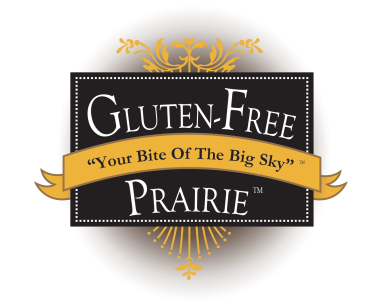 GLUTEN-FREE
“Your Bite Of The Big Sky” ™
PRAIRIE™